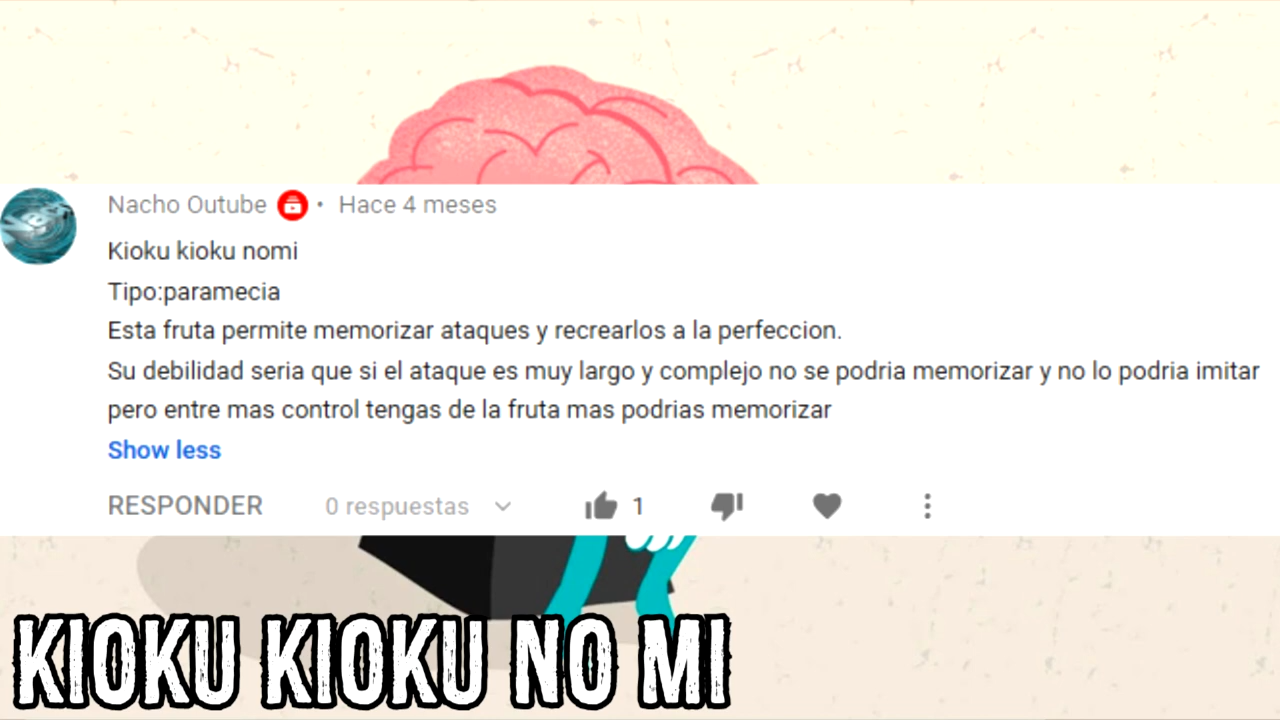 Nacho Outube • Hace 4 meses
Kioku kioku nomi
Tipo:paramecia
Esta fruta permite memorizar ataques y recrearlos a la perfeccion.
Su debilidad seria que si el ataque es muy largo y complejo no se podria memorizar y no lo podria imitar
pero entre mas control tengas de la fruta mas podrias memorizar
Show less
RESPONDER 0 respuestas 1
KIOKU KIOKU NO MI